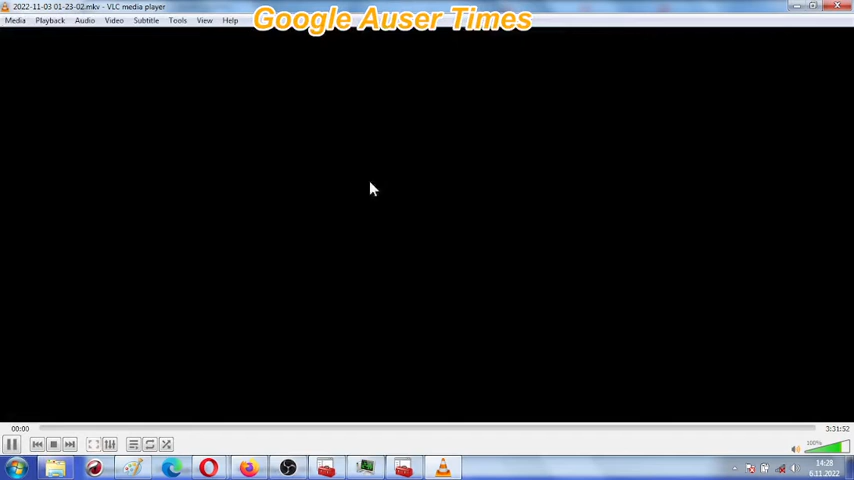 2022-11-03 01-23-02.mkv - VLC media player
Google Auser Times
Media Playback Audio Video Subtitle Tools View Help
00:00 3:31:52
100%
14:28
6.11.2022